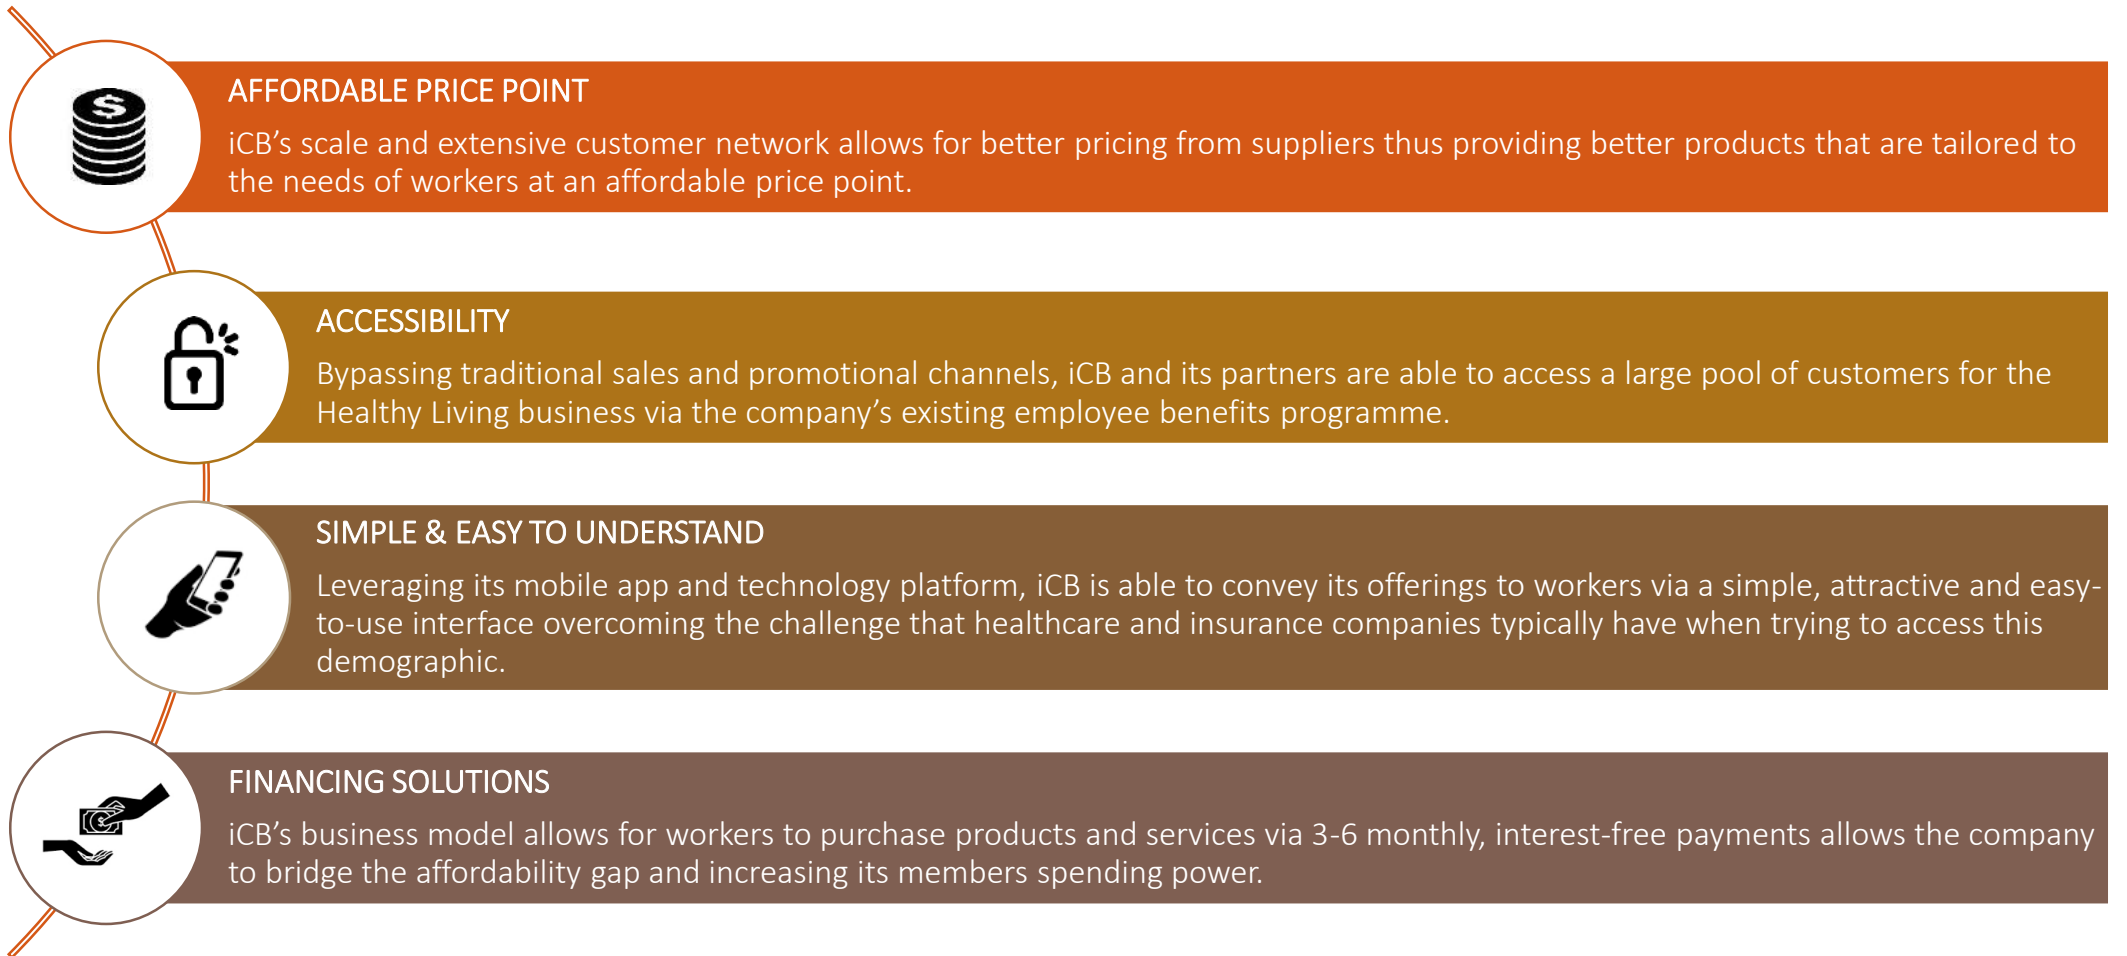 AFFORDABLE PRICE POINT
iCB’s scale and extensive customer network allows for better pricing from suppliers thus providing better products that are tailored to
the needs of workers at an affordable price point.
ACCESSIBILITY
Bypassing traditional sales and promotional channels, iCB and its partners are able to access a large pool of customers for the
Healthy Living business via the company’s existing employee benefits programme.
SIMPLE & EASY TO UNDERSTAND
Leveraging its mobile app and technology platform, iCB is able to convey its offerings to workers via a simple, attractive and easy-
to-use interface overcoming the challenge that healthcare and insurance companies typically have when trying to access this
demographic.
FINANCING SOLUTIONS
iCB’s business model allows for workers to purchase products and services via 3-6 monthly, interest-free payments allows the company
to bridge the affordability gap and increasing its members spending power.